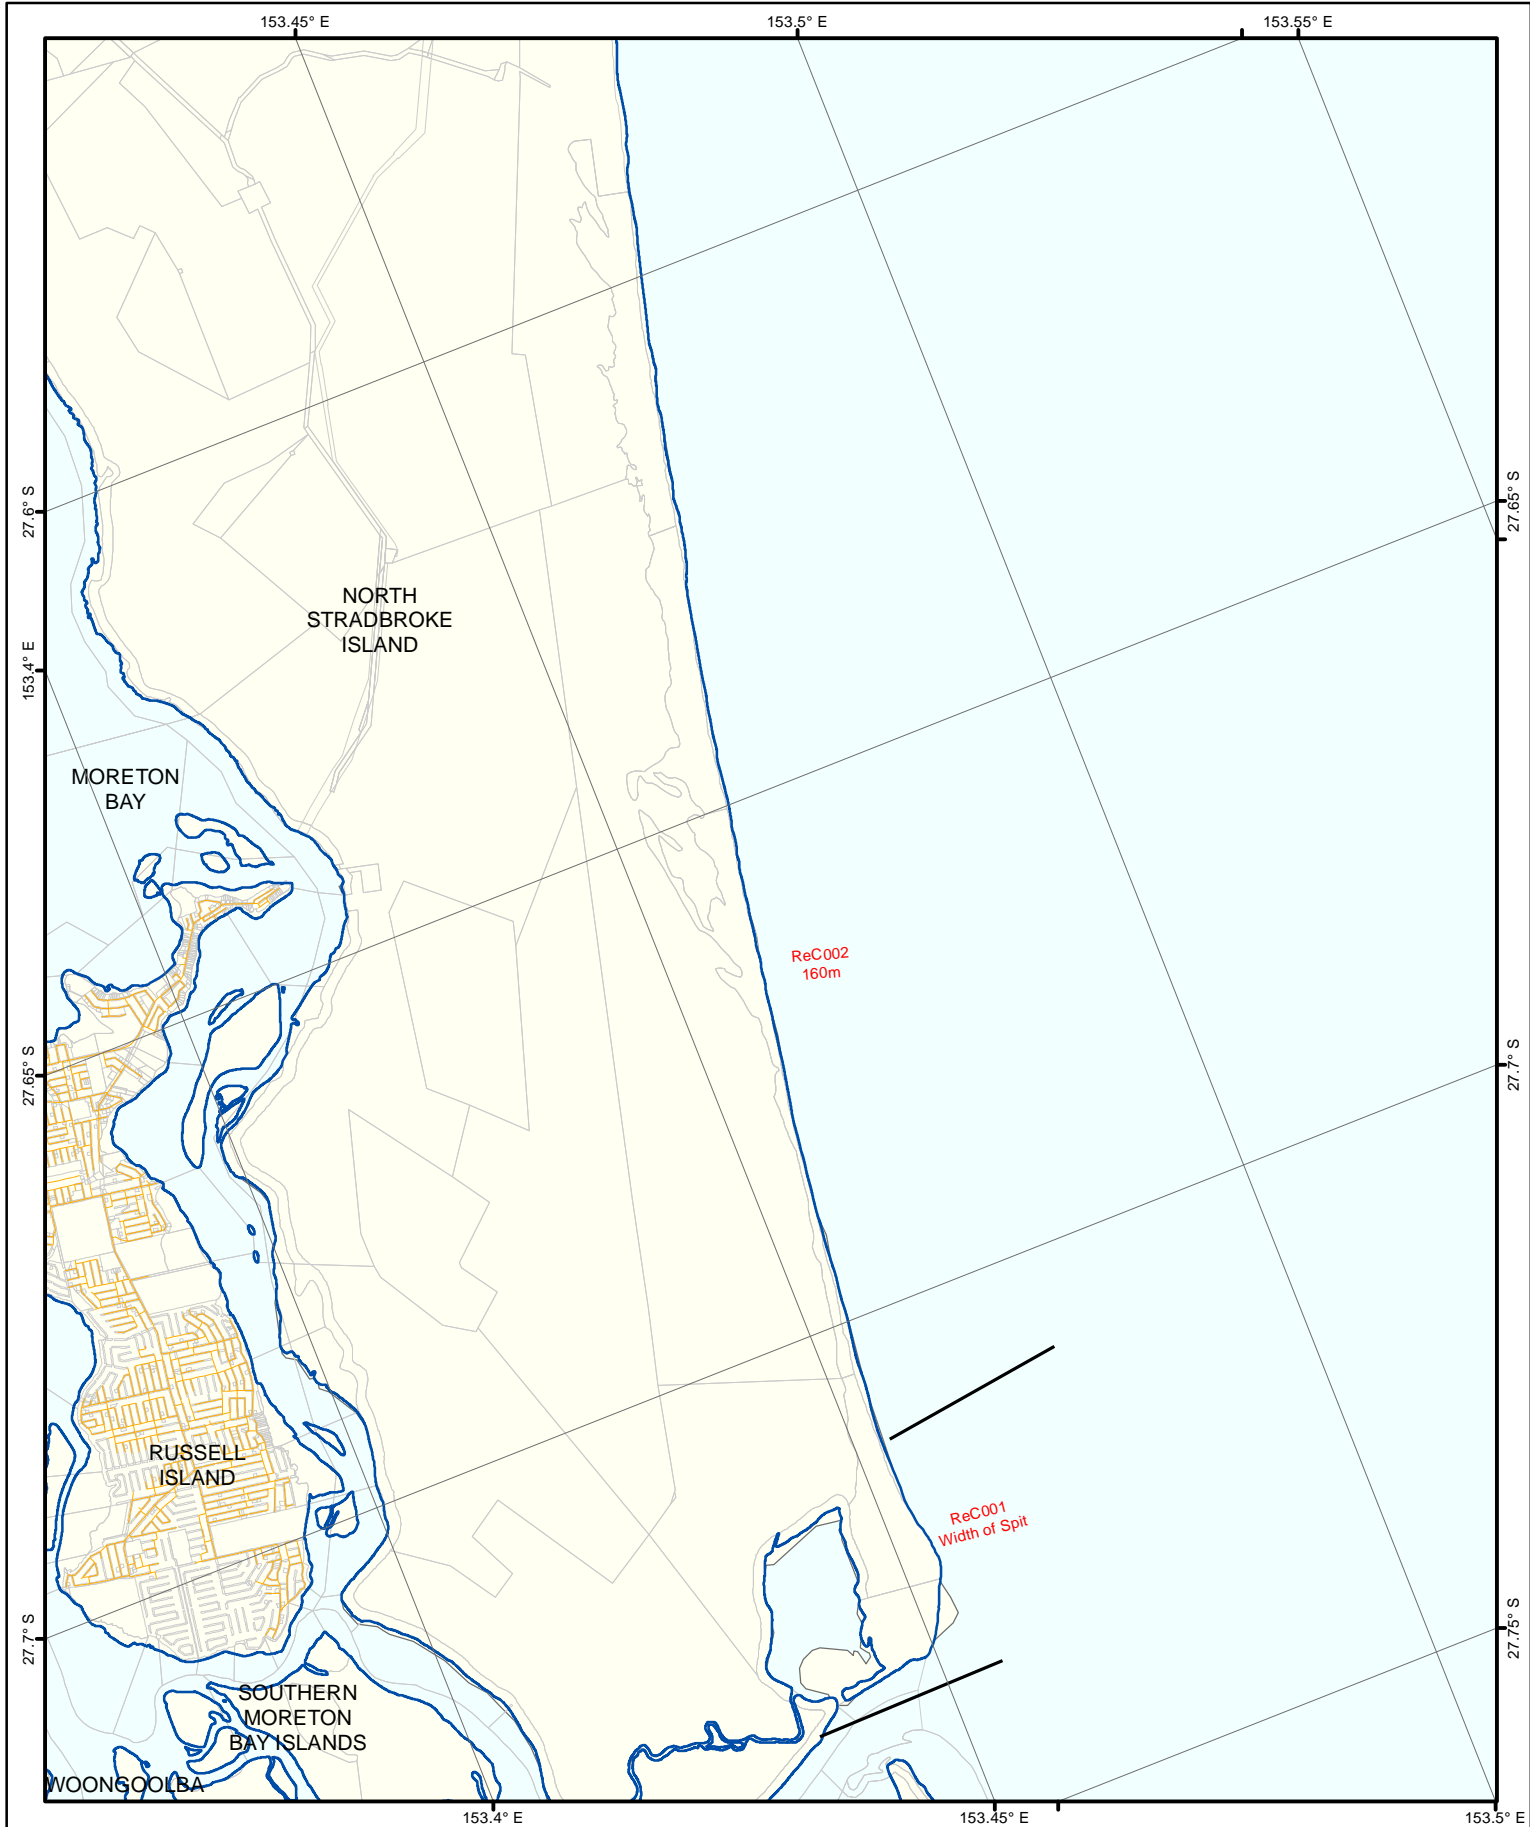 153.45° E
153.5° E
153.55° E
27.6° S
27.65° S
NORTH
STRADBROKE
ISLAND
153.4° E
MORETON
BAY
ReC002
160m
27.65° S
27.7° S
RUSSELL
ISLAND
ReC001
Width of Spit
27.7° S
27.75° S
SOUTHERN
MORETON
BAY ISLANDS
WOONGOOLBA
153.4° E
153.45° E
153.5° E